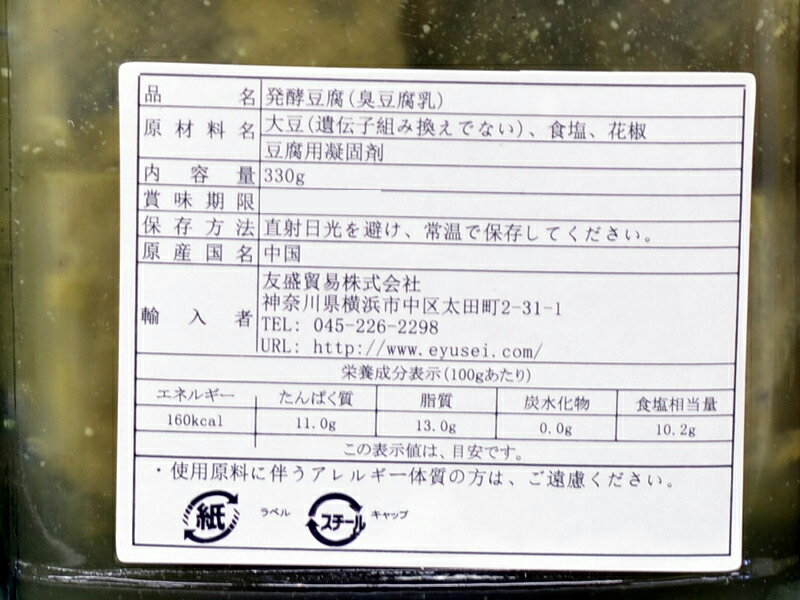 品名 発酵豆腐(臭豆腐乳)
原材料名 大豆(遺伝子組み換えでない)、食塩、花椒
豆腐用凝固剤
内容量 330g
賞味期限
保存方法 直射日光を避け、常温で保存してください。
原産国名 中国
輸入者 友盛貿易株式会社
神奈川県横浜市中区太田町2-31-1
TEL: 045-226-2298
URL: http://www.eyusei.com/
栄養成分表示(100gあたり)
エネルギー たんぱく質 脂質 炭水化物 食塩相当量
160kcal 11.0g 13.0g 0.0g 10.2g
この表示値は、目安です。
・使用原料に伴うアレルギー体質の方は、ご遠慮ください。
紙 ラベル スチール キャップ